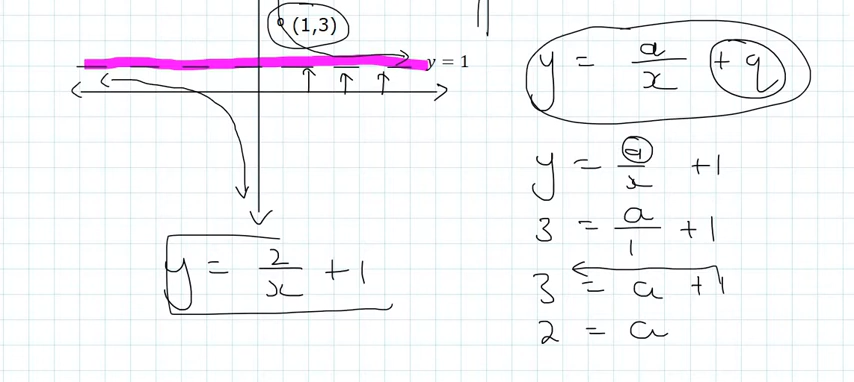 (1,3)
y = 1
y = a/x + q
y = a/x + 1
3 = a/1 + 1
3 = a + 1
2 = a
y = 2/x + 1